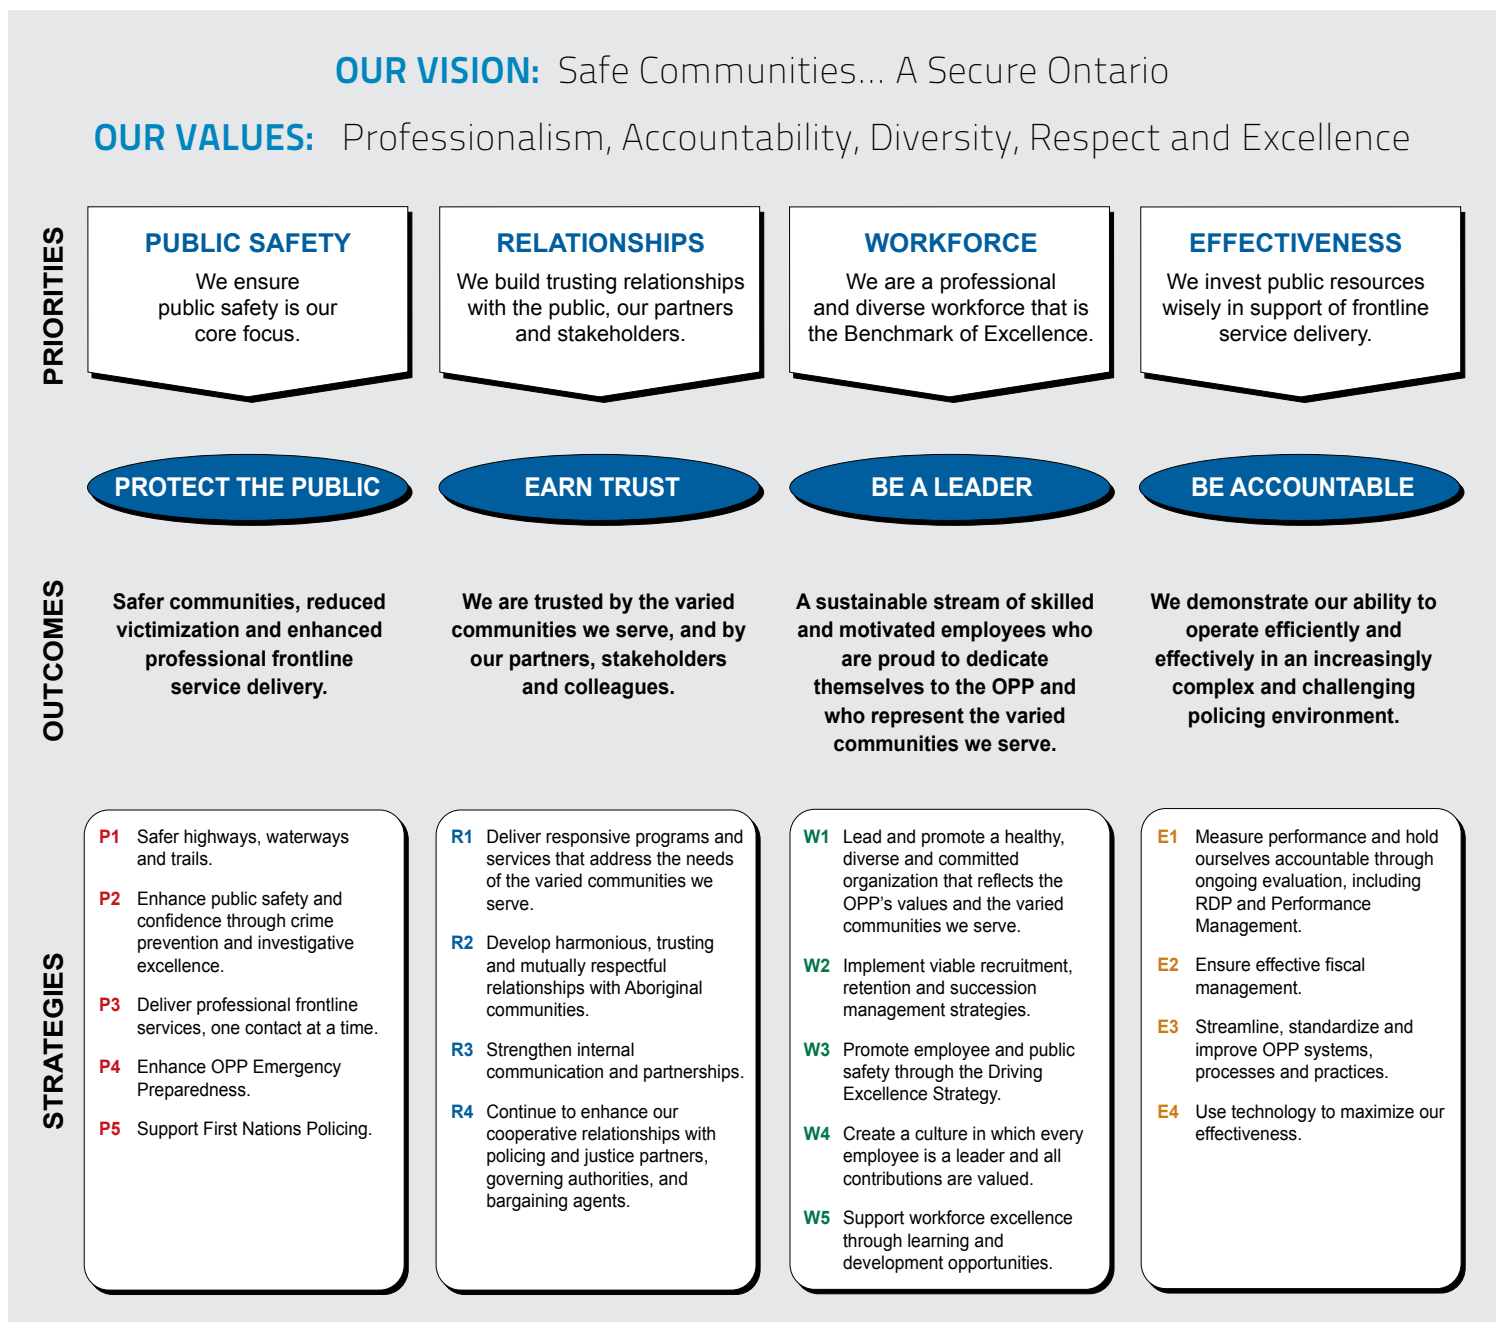 OUR VISION: Safe Communities... A Secure Ontario
OUR VALUES: Professionalism, Accountability, Diversity, Respect and Excellence
PRIORITIES
PUBLIC SAFETY
We ensure
public safety is our
core focus.
RELATIONSHIPS
We build trusting relationships
with the public, our partners
and stakeholders.
WORKFORCE
We are a professional
and diverse workforce that is
the Benchmark of Excellence.
EFFECTIVENESS
We invest public resources
wisely in support of frontline
service delivery.
PROTECT THE PUBLIC
EARN TRUST
BE A LEADER
BE ACCOUNTABLE
OUTCOMES
Safer communities, reduced
victimization and enhanced
professional frontline
service delivery.
We are trusted by the varied
communities we serve, and by
our partners, stakeholders
and colleagues.
A sustainable stream of skilled
and motivated employees who
are proud to dedicate
themselves to the OPP and
who represent the varied
communities we serve.
We demonstrate our ability to
operate efficiently and
effectively in an increasingly
complex and challenging
policing environment.
STRATEGIES
P1 Safer highways, waterways
and trails.
P2 Enhance public safety and
confidence through crime
prevention and investigative
excellence.
P3 Deliver professional frontline
services, one contact at a time.
P4 Enhance OPP Emergency
Preparedness.
P5 Support First Nations Policing.
R1 Deliver responsive programs and
services that address the needs
of the varied communities we
serve.
R2 Develop harmonious, trusting
and mutually respectful
relationships with Aboriginal
communities.
R3 Strengthen internal
communication and partnerships.
R4 Continue to enhance our
cooperative relationships with
policing and justice partners,
governing authorities, and
bargaining agents.
W1 Lead and promote a healthy,
diverse and committed
organization that reflects the
OPP's values and the varied
communities we serve.
W2 Implement viable recruitment,
retention and succession
management strategies.
W3 Promote employee and public
safety through the Driving
Excellence Strategy.
W4 Create a culture in which every
employee is a leader and all
contributions are valued.
W5 Support workforce excellence
through learning and
development opportunities.
E1 Measure performance and hold
ourselves accountable through
ongoing evaluation, including
RDP and Performance
Management.
E2 Ensure effective fiscal
management.
E3 Streamline, standardize and
improve OPP systems,
processes and practices.
E4 Use technology to maximize our
effectiveness.